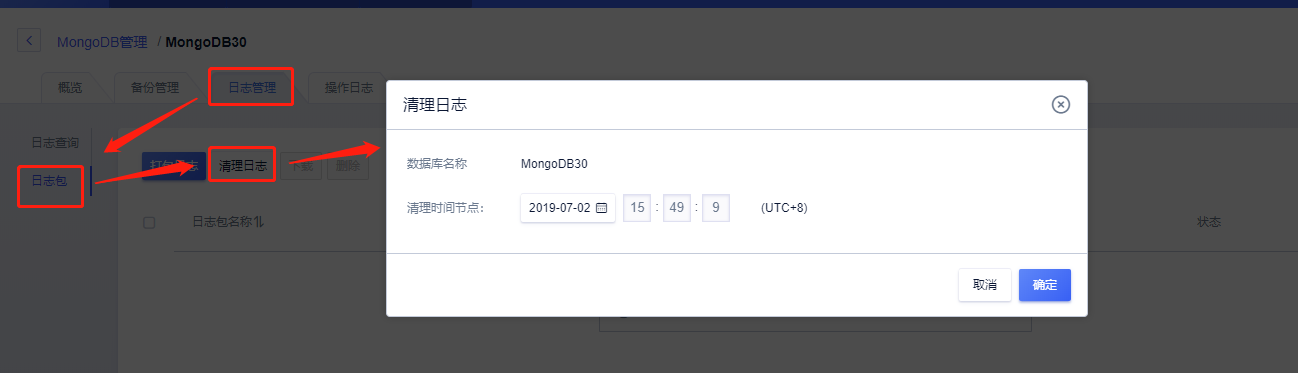 MongoDB管理 / MongoDB30
概览 备份管理 日志管理 操作日志
清理日志
日志查询
日志包
打包日志 清理日志 下载 删除
数据库名称 MongoDB30
清理时间节点： 2019-07-02 15 : 49 : 9 (UTC+8)
日志包名称 状态
取消 确定